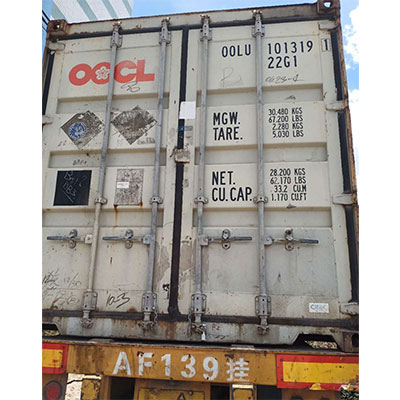 OOCL
OOLU 101319 1
22G1
MGW. 30.480 KGS
67.200 LBS
TARE. 2.280 KGS
5.030 LBS
NET. 28.200 KGS
62.170 LBS
CU.CAP. 33.2 CU.M
1.170 CU.FT
AF139挂